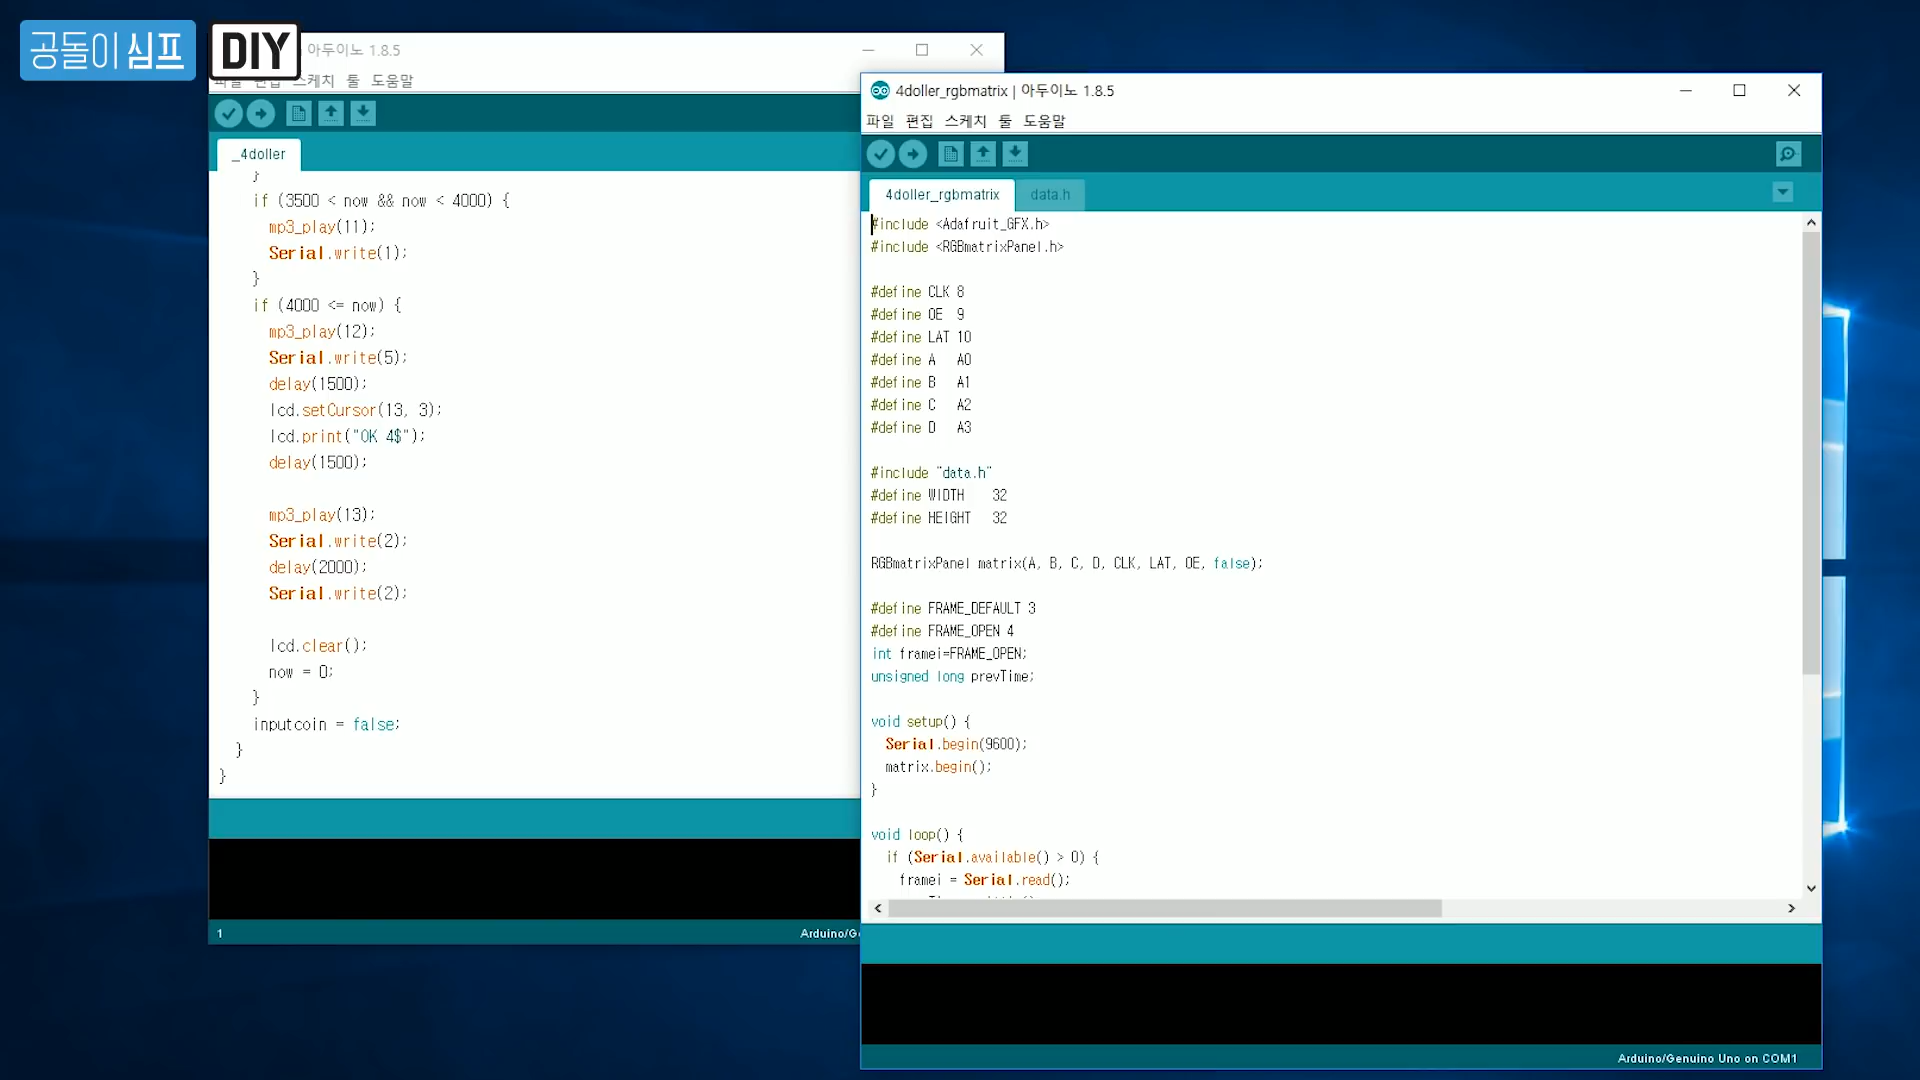 공돌이 심프
DIY
아두이노 1.8.5
파일 편집 스케치 툴 도움말
_4doller
}
if (3500 < now && now < 4000) {
mp3_play(11);
Serial.write(1);
}
if (4000 <= now) {
mp3_play(12);
Serial.write(5);
delay(1500);
lcd.setCursor(13, 3);
lcd.print("OK 4$");
delay(1500);
mp3_play(13);
Serial.write(2);
delay(2000);
Serial.write(2);
lcd.clear();
now = 0;
}
inputcoin = false;
}
}
1
Arduino/Ge
4doller_rgbmatrix | 아두이노 1.8.5
파일 편집 스케치 툴 도움말
4doller_rgbmatrix data.h
#include <Adafruit_GFX.h>
#include <RGBmatrixPanel.h>
#define CLK 8
#define OE 9
#define LAT 10
#define A A0
#define B A1
#define C A2
#define D A3
#include "data.h"
#define WIDTH 32
#define HEIGHT 32
RGBmatrixPanel matrix(A, B, C, D, CLK, LAT, OE, false);
#define FRAME_DEFAULT 3
#define FRAME_OPEN 4
int framei=FRAME_OPEN;
unsigned long prevTime;
void setup() {
Serial.begin(9600);
matrix.begin();
}
void loop() {
if (Serial.available() > 0) {
framei = Serial.read();
Arduino/Genuino Uno on COM1